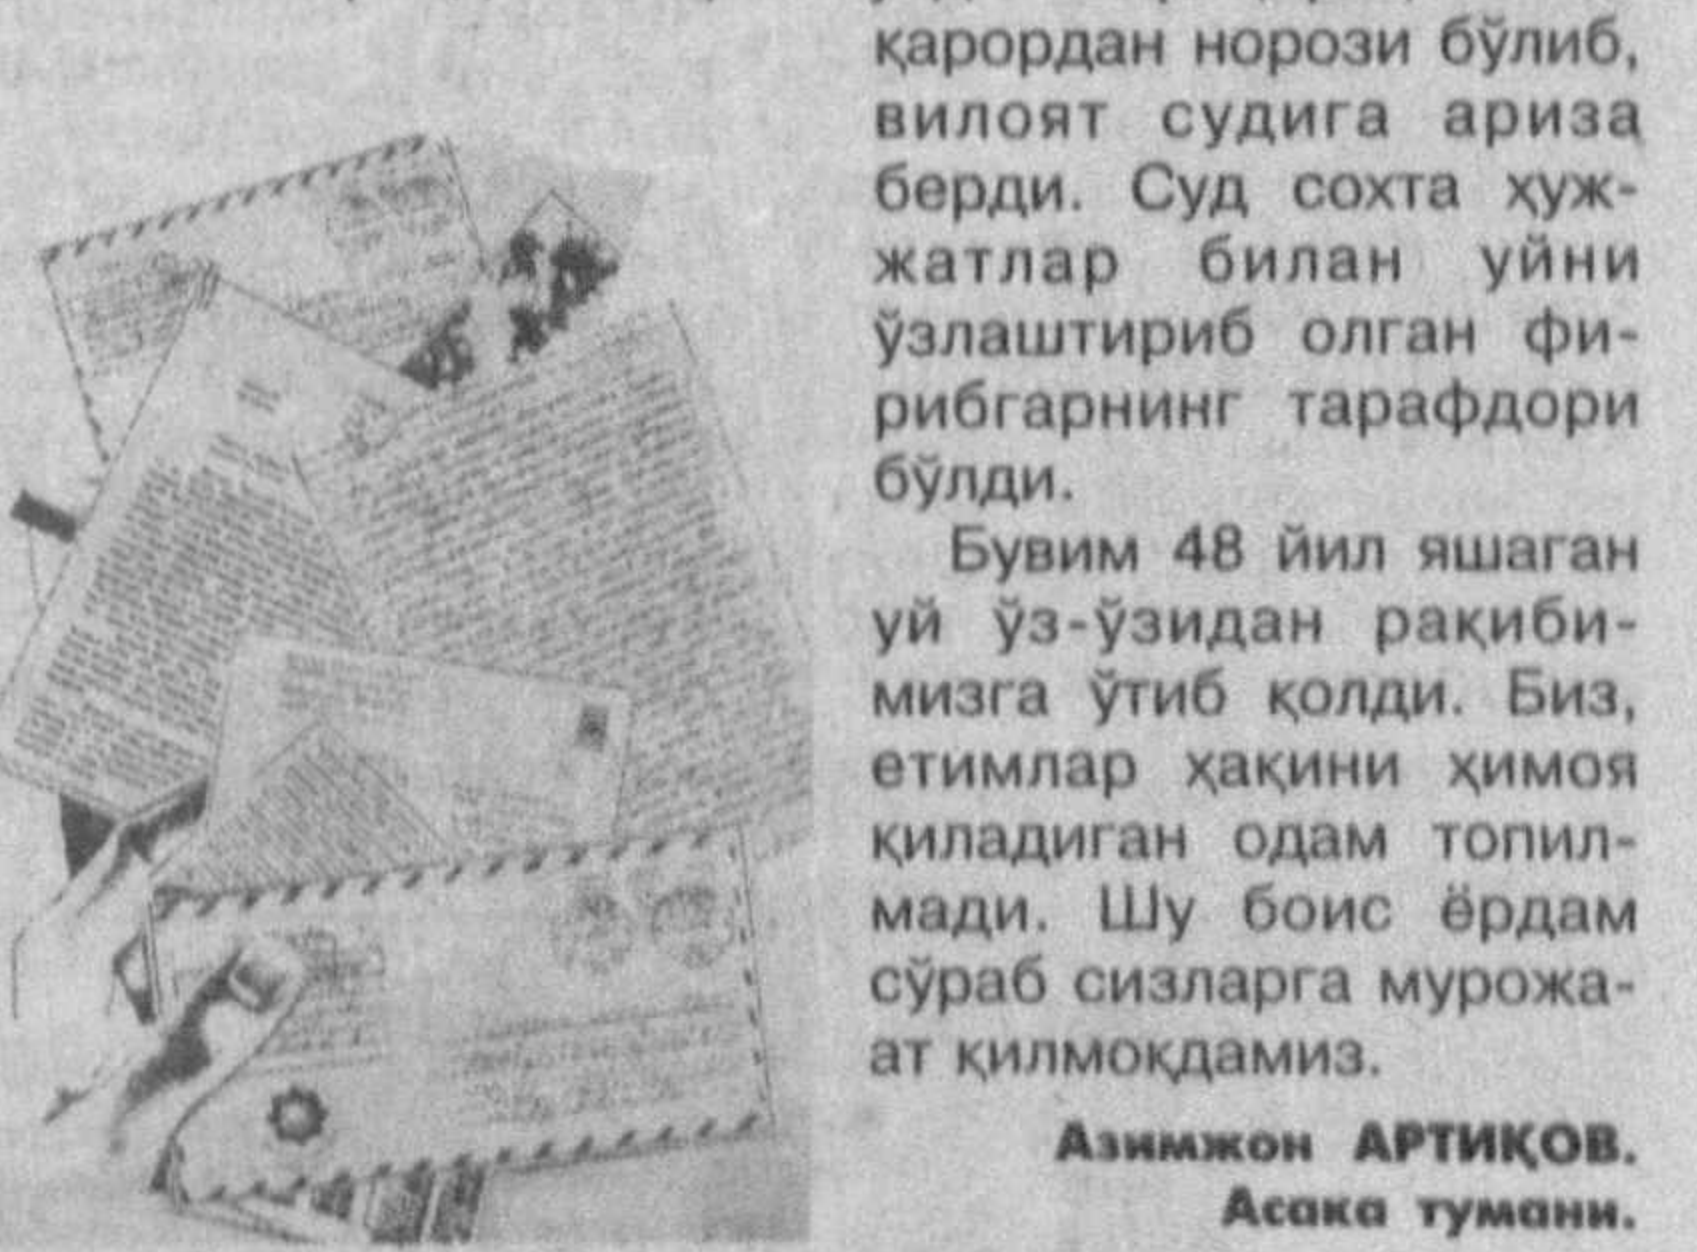 қарордан норози бўлиб,
вилоят судига ариза
берди. Суд сохта ҳуж-
жатлар билан уйни
ўзлаштириб олган фи-
рибгарнинг тарафдори
бўлди.
Бувим 48 йил яшаган
уй ўз-ўзидан рақиби-
мизга ўтиб қолди. Биз,
етимлар ҳақини ҳимоя
қиладиган одам топил-
мади. Шу боис ёрдам
сўраб сизларга мурожа-
ат қилмоқдамиз.
Азимжон АРТИҚОВ.
Асака тумани.